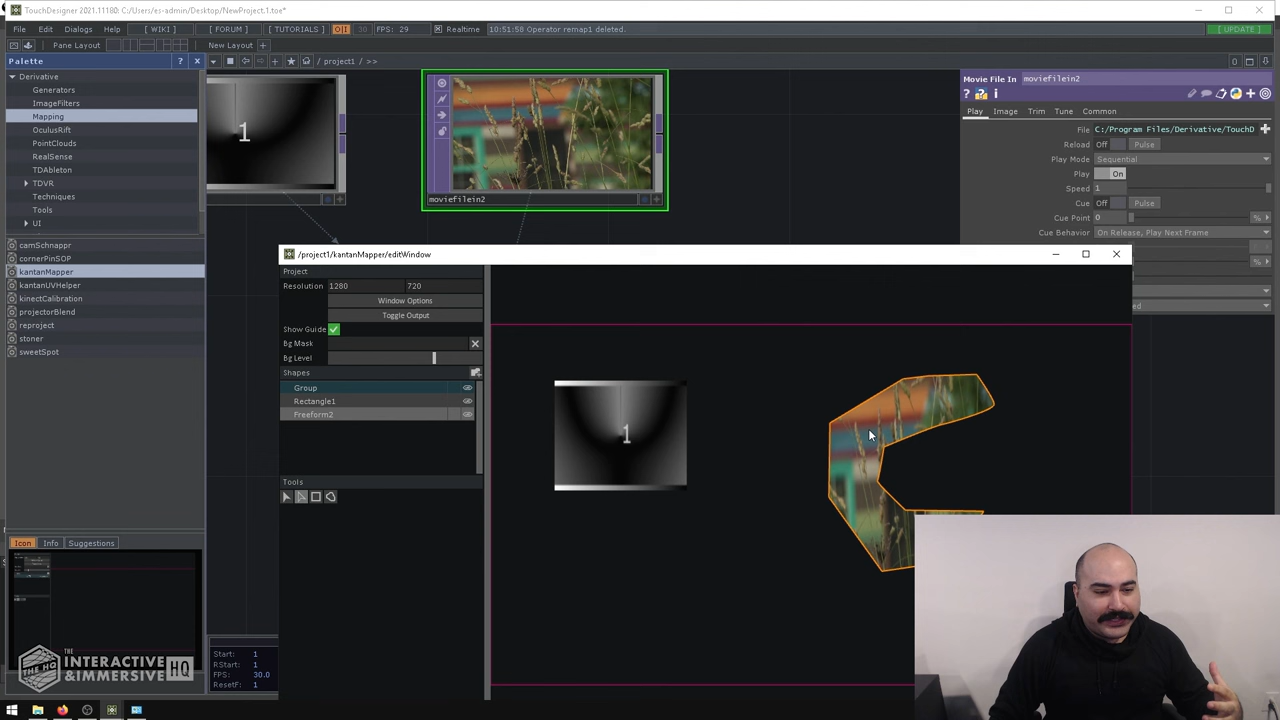 TouchDesigner 2021.11180: C:/Users/es-admin/Desktop/NewProject.1.toe*
File Edit Dialogs Help [ WIKI ] [ FORUM ] [ TUTORIALS ] O|I 30 FPS: 29 Realtime 10:51:58 Operator remap1 deleted. [ UPDATE ]
Pane Layout New Layout +
Palette ? x / project1 / >>
Derivative
Generators
ImageFilters
Mapping
OculusRift
PointClouds
RealSense
TDAbleton
TDVR
Techniques
Tools
UI
camSchnappr
cornerPinSOP
kantanMapper
kantanUVHelper
kinectCalibration
projectorBlend
reproject
stoner
sweetSpot
Icon Info Suggestions
THE HQ
THE
INTERACTIVE
& IMMERSIVE HQ
1
moviefilein2
Movie File In moviefilein2
Play Image Trim Tune Common
File C:/Program Files/Derivative/TouchD
Reload Off Pulse
Play Mode Sequential
Play On
Speed 1
Cue Off Pulse
Cue Point 0 %
Cue Behavior On Release, Play Next Frame
%
%
ed
/project1/kantanMapper/editWindow
Project
Resolution 1280 720
Window Options
Toggle Output
Show Guide
Bg Mask
Bg Level
Shapes
Group
Rectangle1
Freeform2
Tools
1
Start: 1
RStart: 1
FPS: 30.0
ResetF: 1